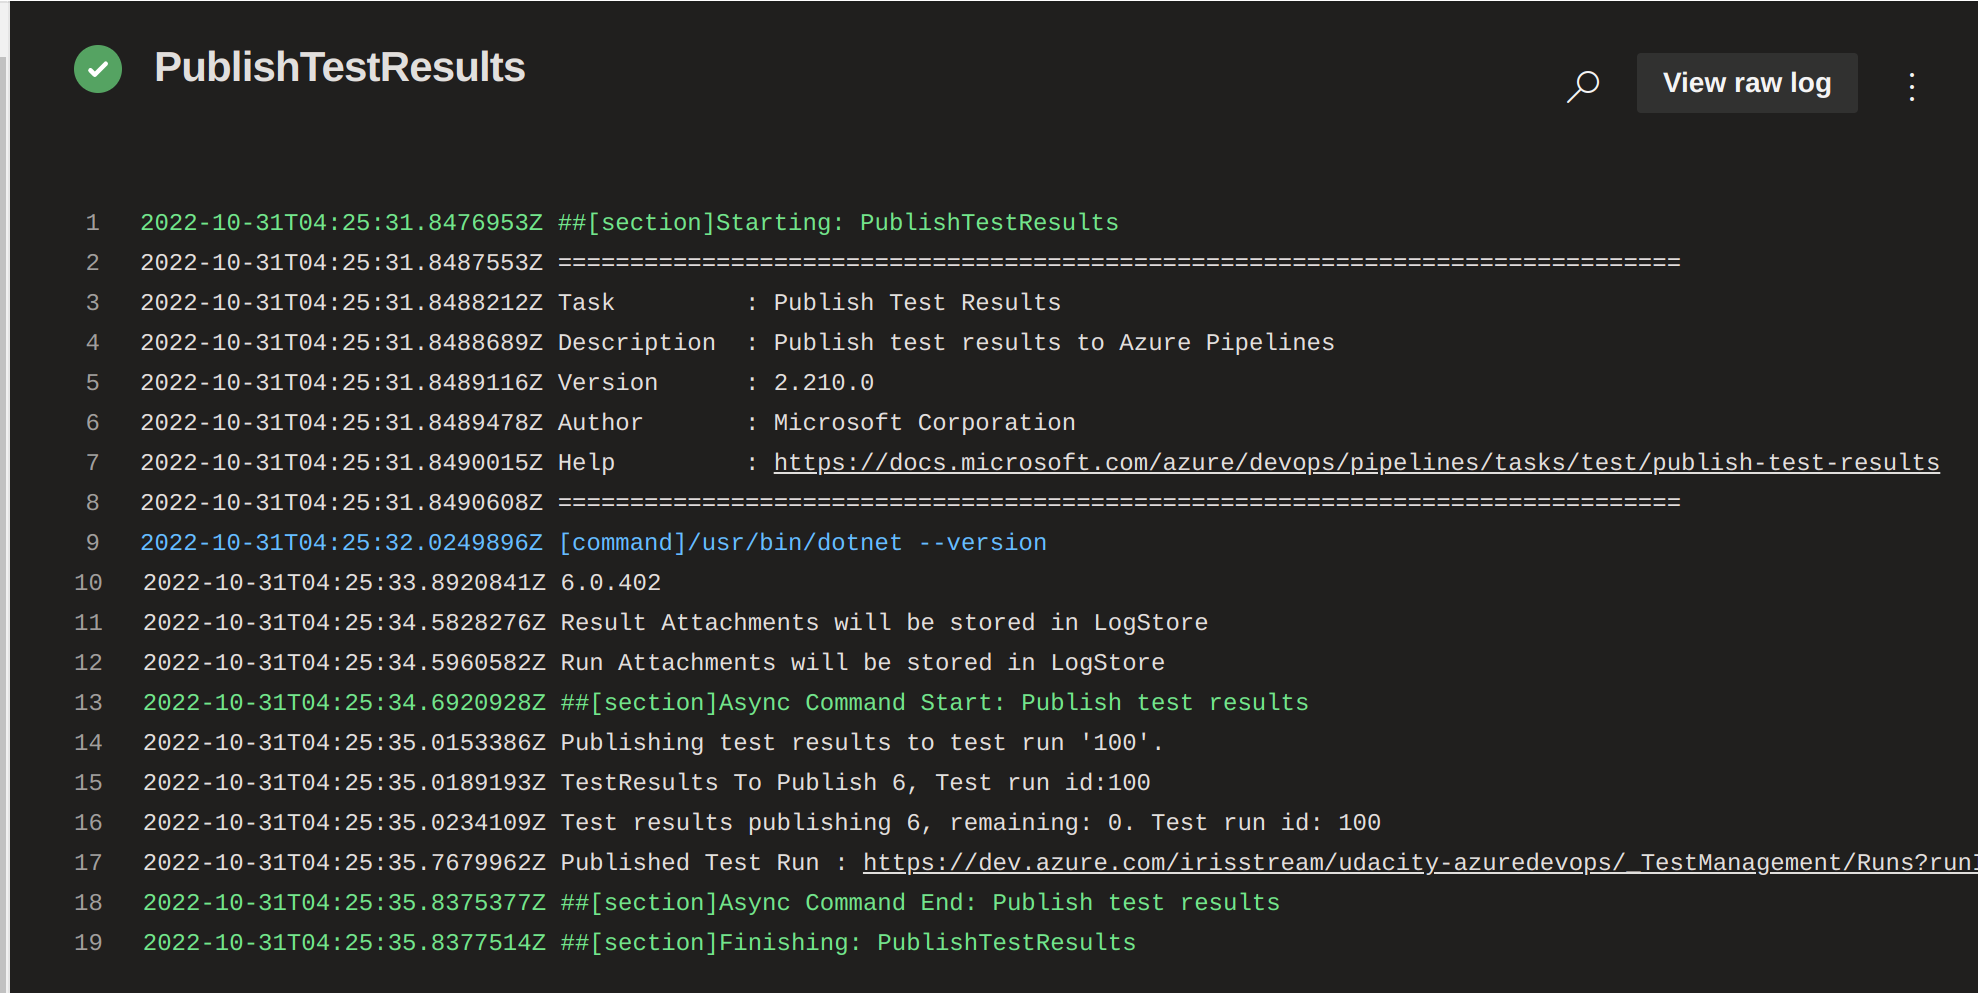 PublishTestResults
View raw log
1 2022-10-31T04:25:31.8476953Z ##[section]Starting: PublishTestResults
2 2022-10-31T04:25:31.8487553Z ==============================================================================
3 2022-10-31T04:25:31.8488212Z Task         : Publish Test Results
4 2022-10-31T04:25:31.8488689Z Description  : Publish test results to Azure Pipelines
5 2022-10-31T04:25:31.8489116Z Version      : 2.210.0
6 2022-10-31T04:25:31.8489478Z Author       : Microsoft Corporation
7 2022-10-31T04:25:31.8490015Z Help         : https://docs.microsoft.com/azure/devops/pipelines/tasks/test/publish-test-results
8 2022-10-31T04:25:31.8490608Z ==============================================================================
9 2022-10-31T04:25:32.0249896Z [command]/usr/bin/dotnet --version
10 2022-10-31T04:25:33.8920841Z 6.0.402
11 2022-10-31T04:25:34.5828276Z Result Attachments will be stored in LogStore
12 2022-10-31T04:25:34.5960582Z Run Attachments will be stored in LogStore
13 2022-10-31T04:25:34.6920928Z ##[section]Async Command Start: Publish test results
14 2022-10-31T04:25:35.0153386Z Publishing test results to test run '100'.
15 2022-10-31T04:25:35.0189193Z TestResults To Publish 6, Test run id:100
16 2022-10-31T04:25:35.0234109Z Test results publishing 6, remaining: 0. Test run id: 100
17 2022-10-31T04:25:35.7679962Z Published Test Run : https://dev.azure.com/irisstream/udacity-azuredevops/_TestManagement/Runs?run
18 2022-10-31T04:25:35.8375377Z ##[section]Async Command End: Publish test results
19 2022-10-31T04:25:35.8377514Z ##[section]Finishing: PublishTestResults